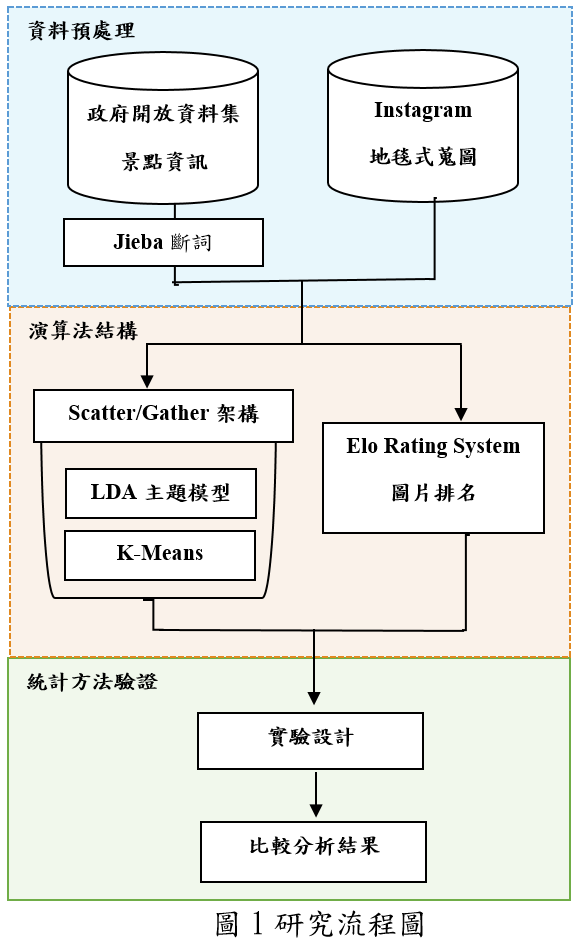 資料預處理
政府開放資料集
景點資訊
Instagram
地毯式蒐圖
Jieba 斷詞
演算法結構
Scatter/Gather 架構
LDA 主題模型
K-Means
Elo Rating System
圖片排名
統計方法驗證
實驗設計
比較分析結果
圖 1 研究流程圖